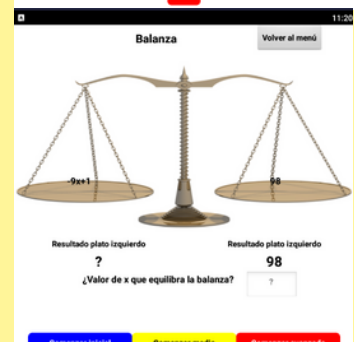 11:20
Balanza
Volver al menú
-9x+1
98
Resultado plato izquierdo
Resultado plato izquierdo
?
98
¿Valor de x que equilibra la balanza?
?